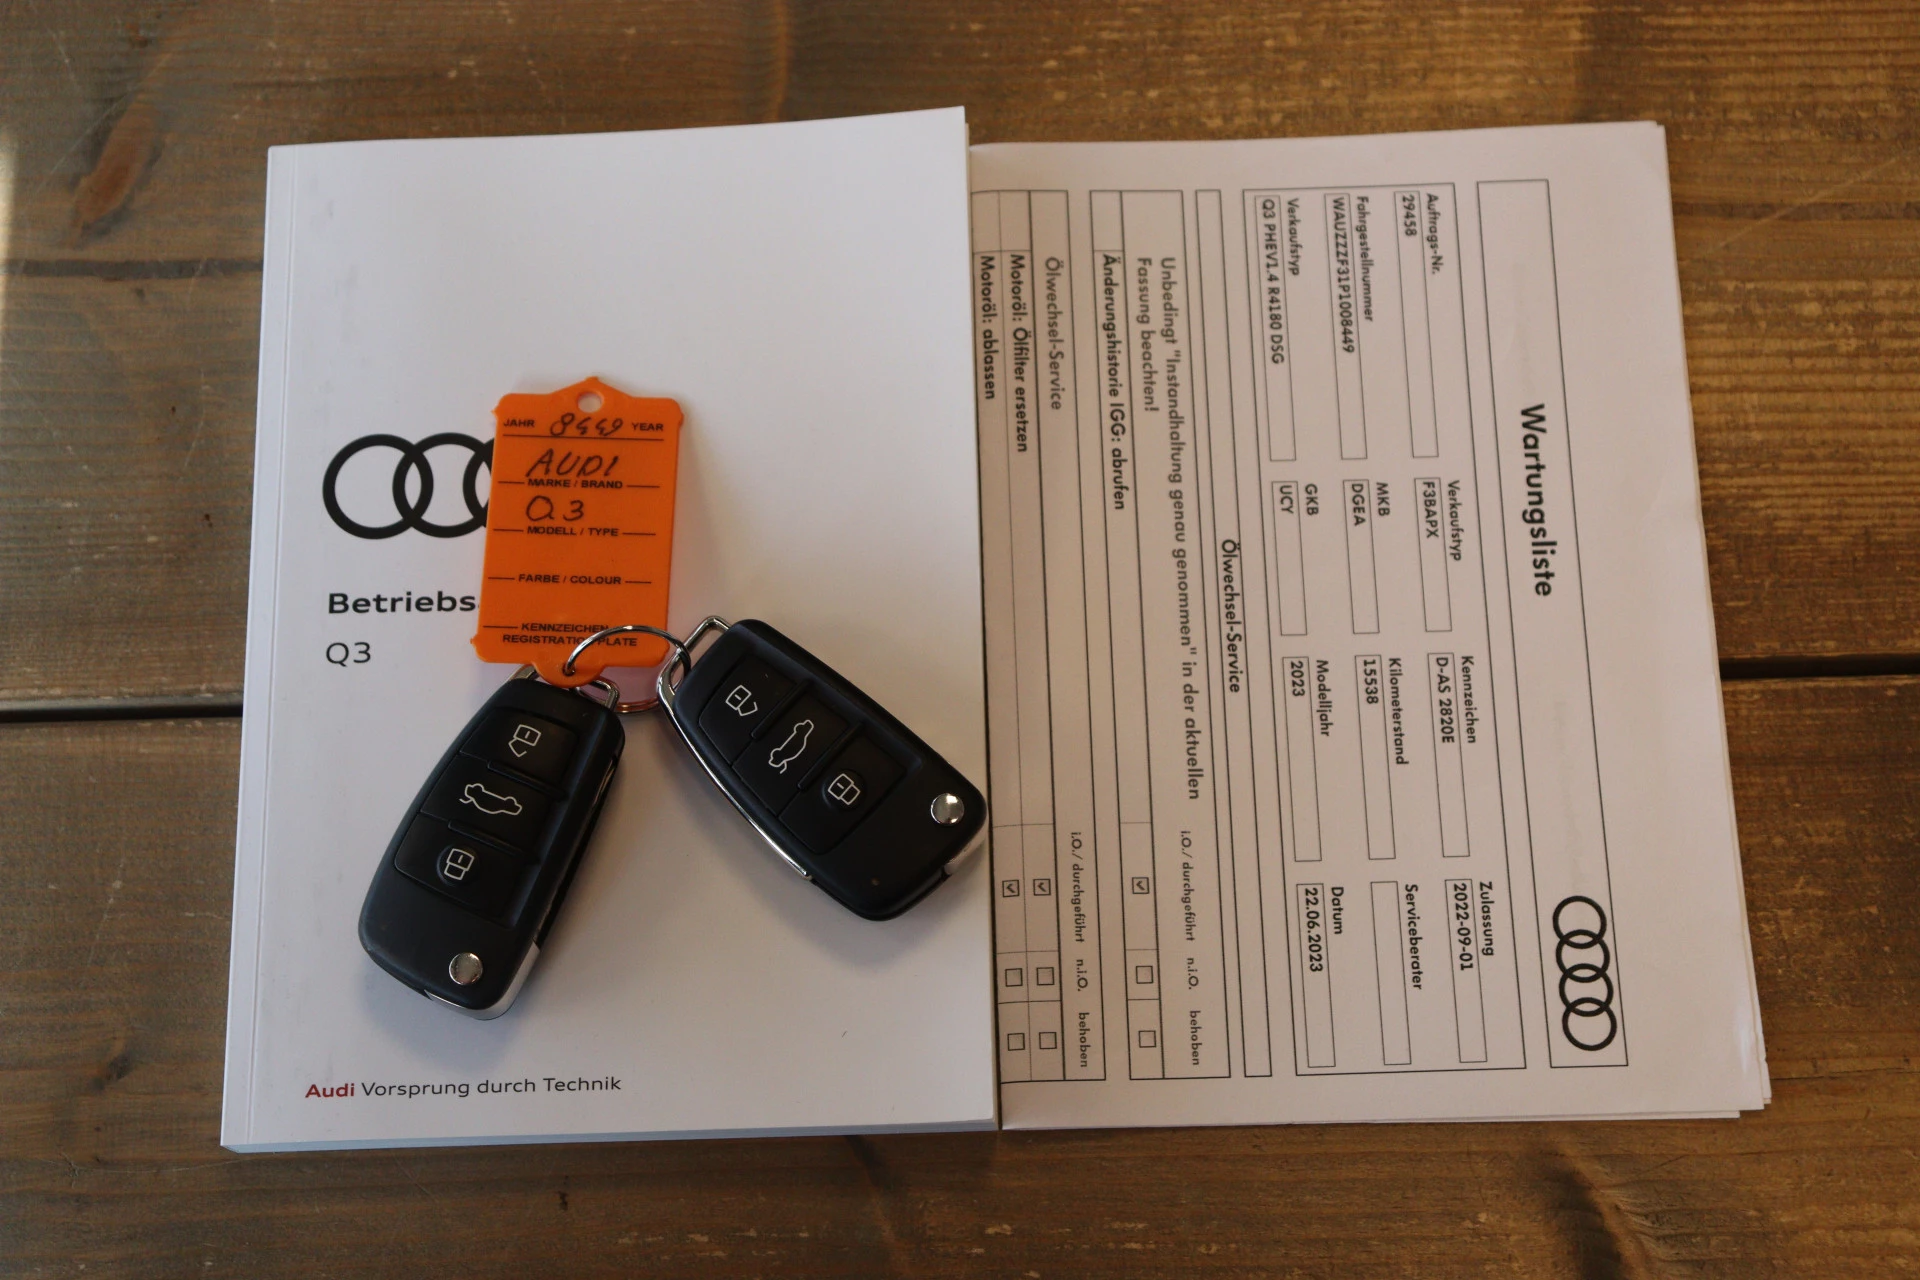 JAHR 8449 YEAR
AUDI
MARKE / BRAND
Q3
MODELL / TYPE
FARBE / COLOUR
KENNZEICHEN
Q3
Audi Vorsprung durch Technik
Wartungsliste
Auftrags-Nr. Verkaufstyp Kennzeichen Zulassung
29458 F3BAPX D-AS 2820E 2022-09-01
Fahrgestellnummer MKB Kilometerstand Serviceberater
WAUZZZF31P1008449 DGEA 15538
Verkaufstyp GKB Modelljahr Datum
Q3 PHEV1.4 R4180 DSG UCY 2023 22.06.2023
Ölwechsel-Service
i.O./ durchgeführt n.i.O. behoben
Unbedingt "Instandhaltung genau genommen" in der aktuellen
Fassung beachten!
Änderungshistorie IGG: abrufen
i.O./ durchgeführt n.i.O. behoben
Ölwechsel-Service
Motoröl: Ölfilter ersetzen
Motoröl: ablassen